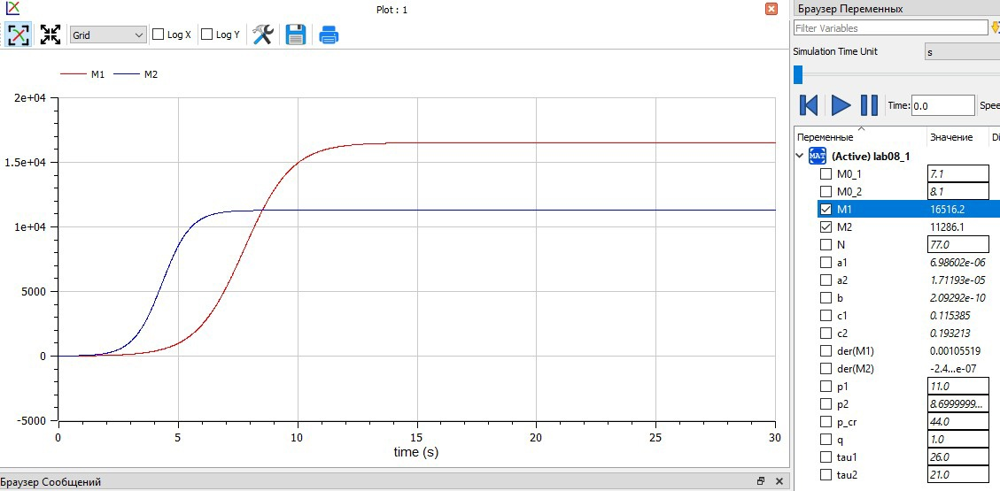 Plot : 1
Grid
Log X
Log Y
M1 M2
2e+04
1.5e+04
1e+04
5000
0
-5000
0 5 10 15 20 25 30
time (s)
Браузер Сообщений
Браузер Переменных
Filter Variables
Simulation Time Unit s
Time: 0.0 Spee
Переменные Значение Di
MAT (Active) lab08_1
M0_1 7.1
M0_2 8.1
M1 16516.2
M2 11286.1
N 77.0
a1 6.98602e-06
a2 1.71193e-05
b 2.09292e-10
c1 0.115385
c2 0.193213
der(M1) 0.00105519
der(M2) -2.4...e-07
p1 11.0
p2 8.6999999...
p_cr 44.0
q 1.0
tau1 26.0
tau2 21.0